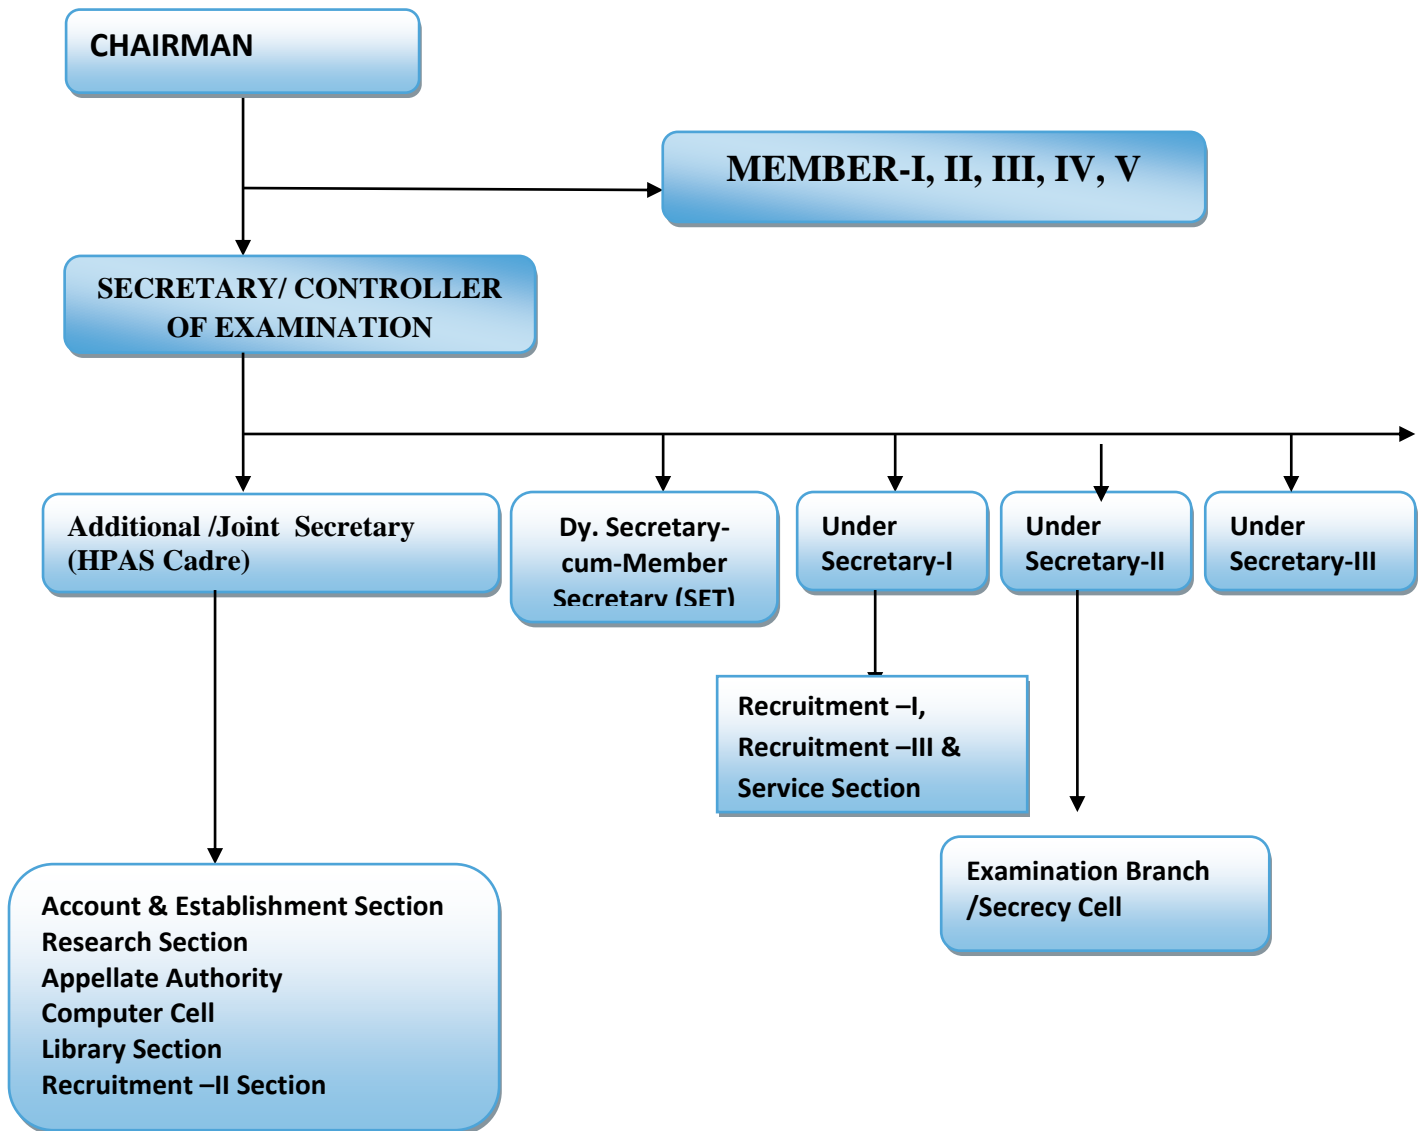 CHAIRMAN
MEMBER-I, II, III, IV, V
SECRETARY/ CONTROLLER
OF EXAMINATION
Additional /Joint  Secretary
(HPAS Cadre)
Dy. Secretary-
cum-Member
Secretary (SET)
Under
Secretary-I
Under
Secretary-II
Under
Secretary-III
Recruitment –I,
Recruitment –III &
Service Section
Examination Branch
/Secrecy Cell
Account & Establishment Section
Research Section
Appellate Authority
Computer Cell
Library Section
Recruitment –II Section